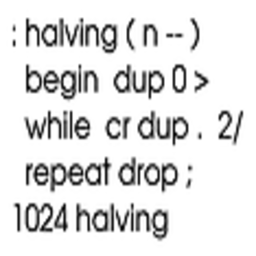 : halving ( n -- )
begin dup 0 >
while cr dup . 2/
repeat drop ;
1024 halving